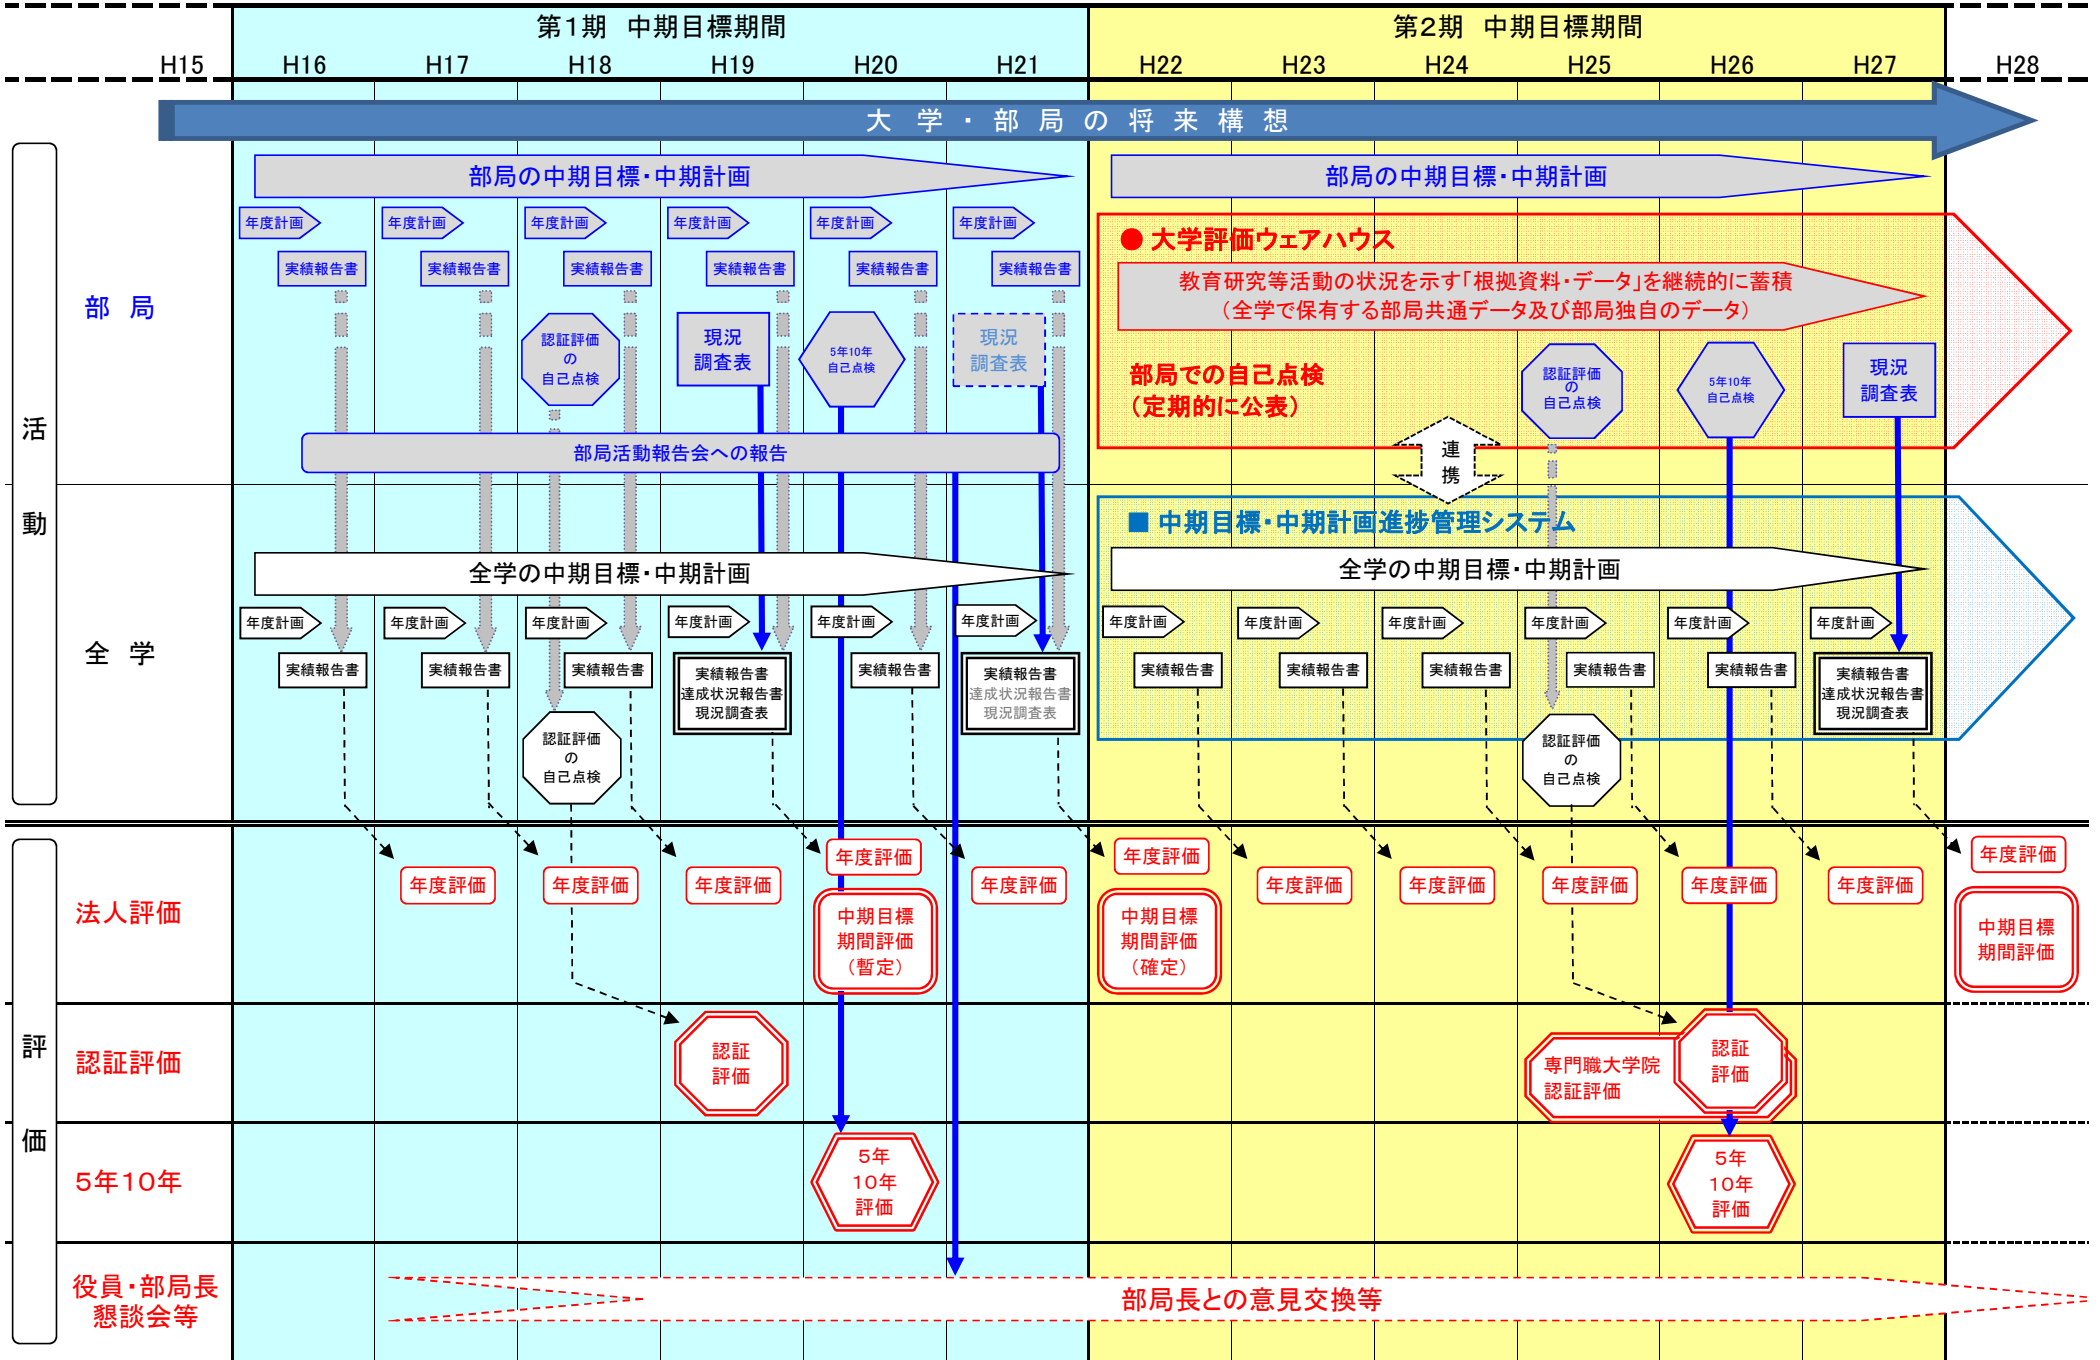 第1期　中期目標期間
第2期　中期目標期間
H15
H16
H17
H18
H19
H20
H21
H22
H23
H24
H25
H26
H27
H28
大 学 ・ 部 局 の 将 来 構 想
部局の中期目標・中期計画
部局の中期目標・中期計画
年度計画
年度計画
年度計画
年度計画
年度計画
年度計画
● 大学評価ウェアハウス
実績報告書
実績報告書
実績報告書
実績報告書
実績報告書
実績報告書
教育研究等活動の状況を示す「根拠資料・データ」を継続的に蓄積
（全学で保有する部局共通データ及び部局独自のデータ）
部 局
認証評価
の
自己点検
現況
調査表
5年10年
自己点検
現況
調査表
部局での自己点検
（定期的に公表）
認証評価
の
自己点検
5年10年
自己点検
現況
調査表
活
動
部局活動報告会への報告
連
携
■ 中期目標・中期計画進捗管理システム
全学の中期目標・中期計画
全学の中期目標・中期計画
全 学
年度計画
年度計画
年度計画
年度計画
年度計画
年度計画
年度計画
年度計画
年度計画
年度計画
年度計画
年度計画
実績報告書
実績報告書
実績報告書
実績報告書
達成状況報告書
現況調査表
実績報告書
実績報告書
達成状況報告書
現況調査表
実績報告書
実績報告書
実績報告書
実績報告書
実績報告書
実績報告書
達成状況報告書
現況調査表
認証評価
の
自己点検
認証評価
の
自己点検
評
価
法人評価
年度評価
年度評価
年度評価
年度評価
年度評価
年度評価
年度評価
年度評価
年度評価
年度評価
年度評価
年度評価
中期目標
期間評価
（暫定）
中期目標
期間評価
（確定）
中期目標
期間評価
認証評価
認証
評価
専門職大学院
認証評価
認証
評価
5年10年
5年
10年
評価
5年
10年
評価
役員・部局長
懇談会等
部局長との意見交換等